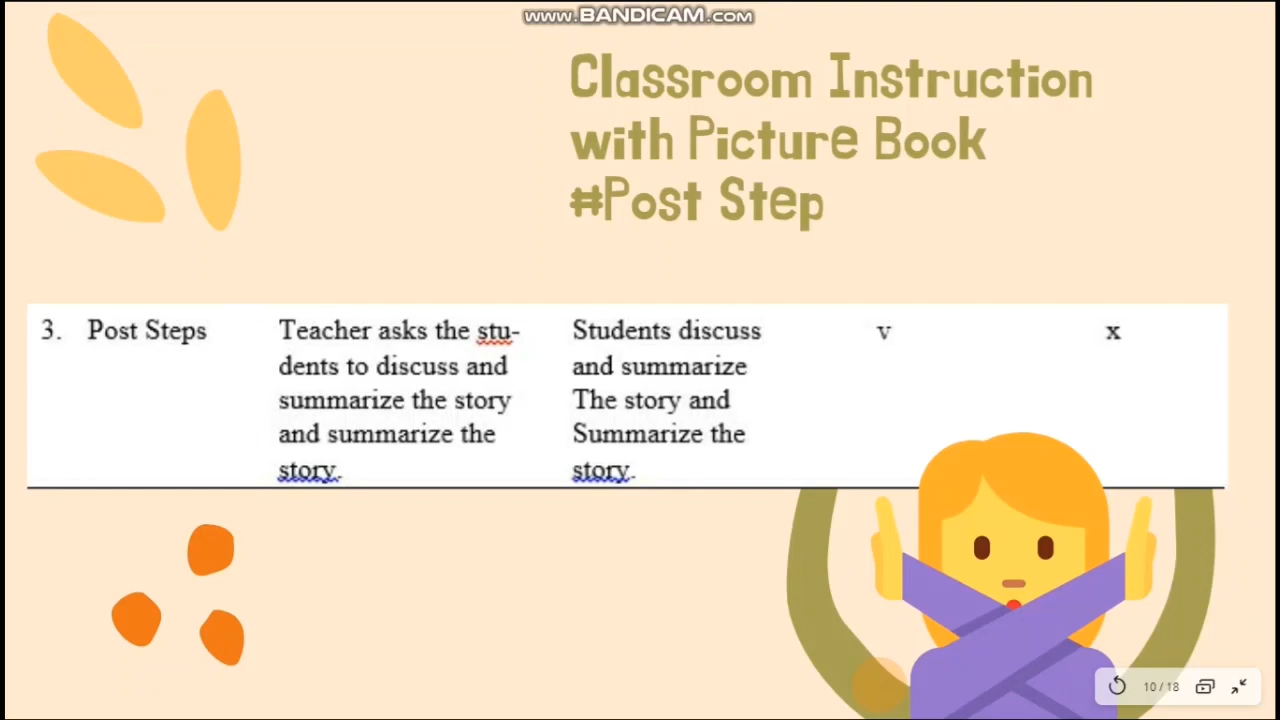 www.BANDICAM.com
Classroom Instruction
with Picture Book
#Post Step
3. Post Steps Teacher asks the stu- Students discuss v x
dents to discuss and and summarize
summarize the story The story and
and summarize the Summarize the
story. story.
10/18